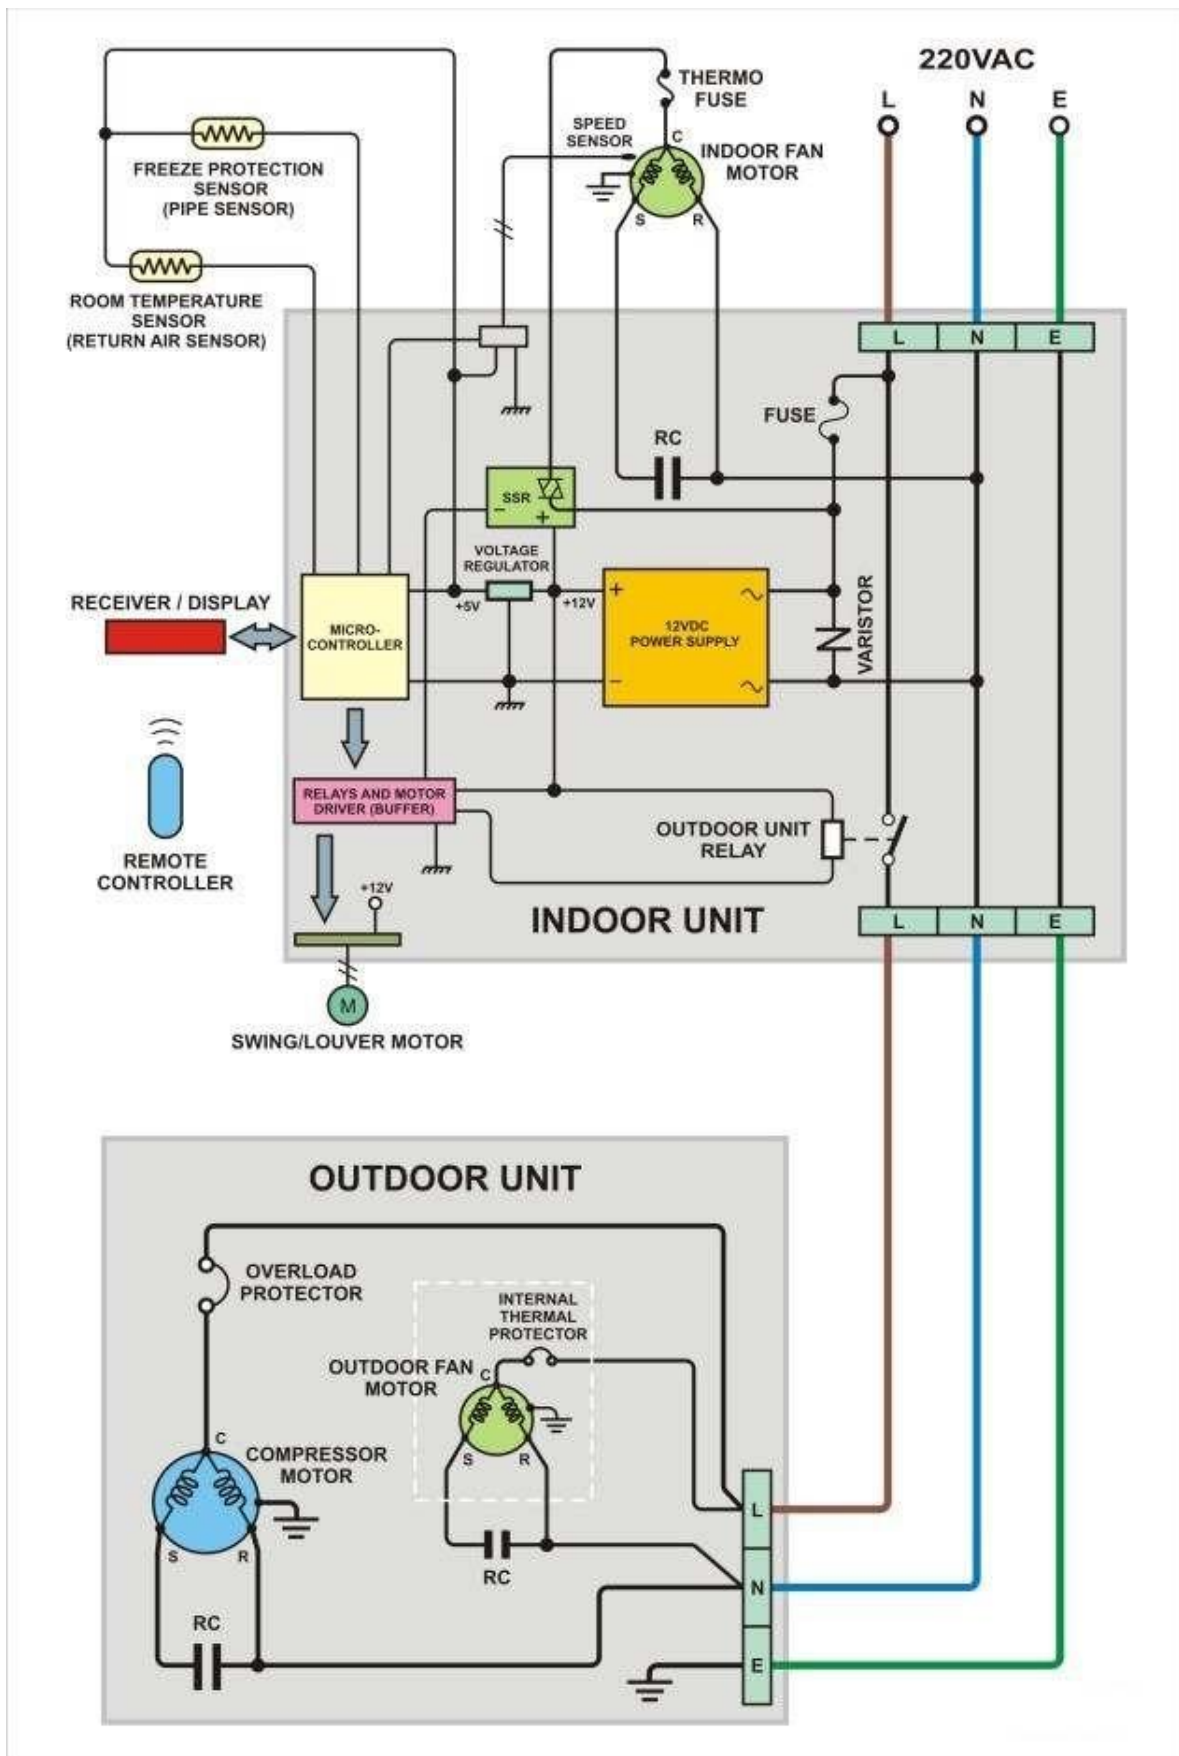 220VAC
L
N
E
THERMO
FUSE
SPEED
SENSOR
C
INDOOR FAN
MOTOR
S
R
FREEZE PROTECTION
SENSOR
(PIPE SENSOR)
ROOM TEMPERATURE
SENSOR
(RETURN AIR SENSOR)
L
N
E
FUSE
RC
SSR
−
+
VOLTAGE
REGULATOR
+5V
+12V
+
−
12VDC
POWER SUPPLY
VARISTOR
RECEIVER / DISPLAY
MICRO-
CONTROLLER
RELAYS AND MOTOR
DRIVER (BUFFER)
REMOTE
CONTROLLER
OUTDOOR UNIT
RELAY
+12V
INDOOR UNIT
L
N
E
M
SWING/LOUVER MOTOR
OUTDOOR UNIT
OVERLOAD
PROTECTOR
INTERNAL
THERMAL
PROTECTOR
OUTDOOR FAN
MOTOR
C
S
R
C
COMPRESSOR
MOTOR
S
R
RC
RC
L
N
E